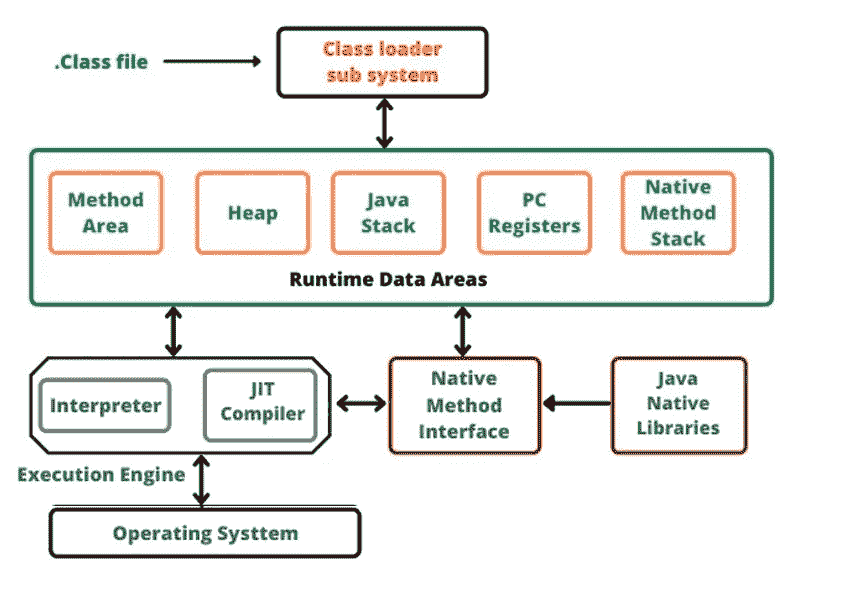 .Class file
Class loader
sub system
Method
Area
Heap
Java
Stack
PC
Registers
Native
Method
Stack
Runtime Data Areas
Interpreter
JIT
Compiler
Native
Method
Interface
Java
Native
Libraries
Execution Engine
Operating Systtem